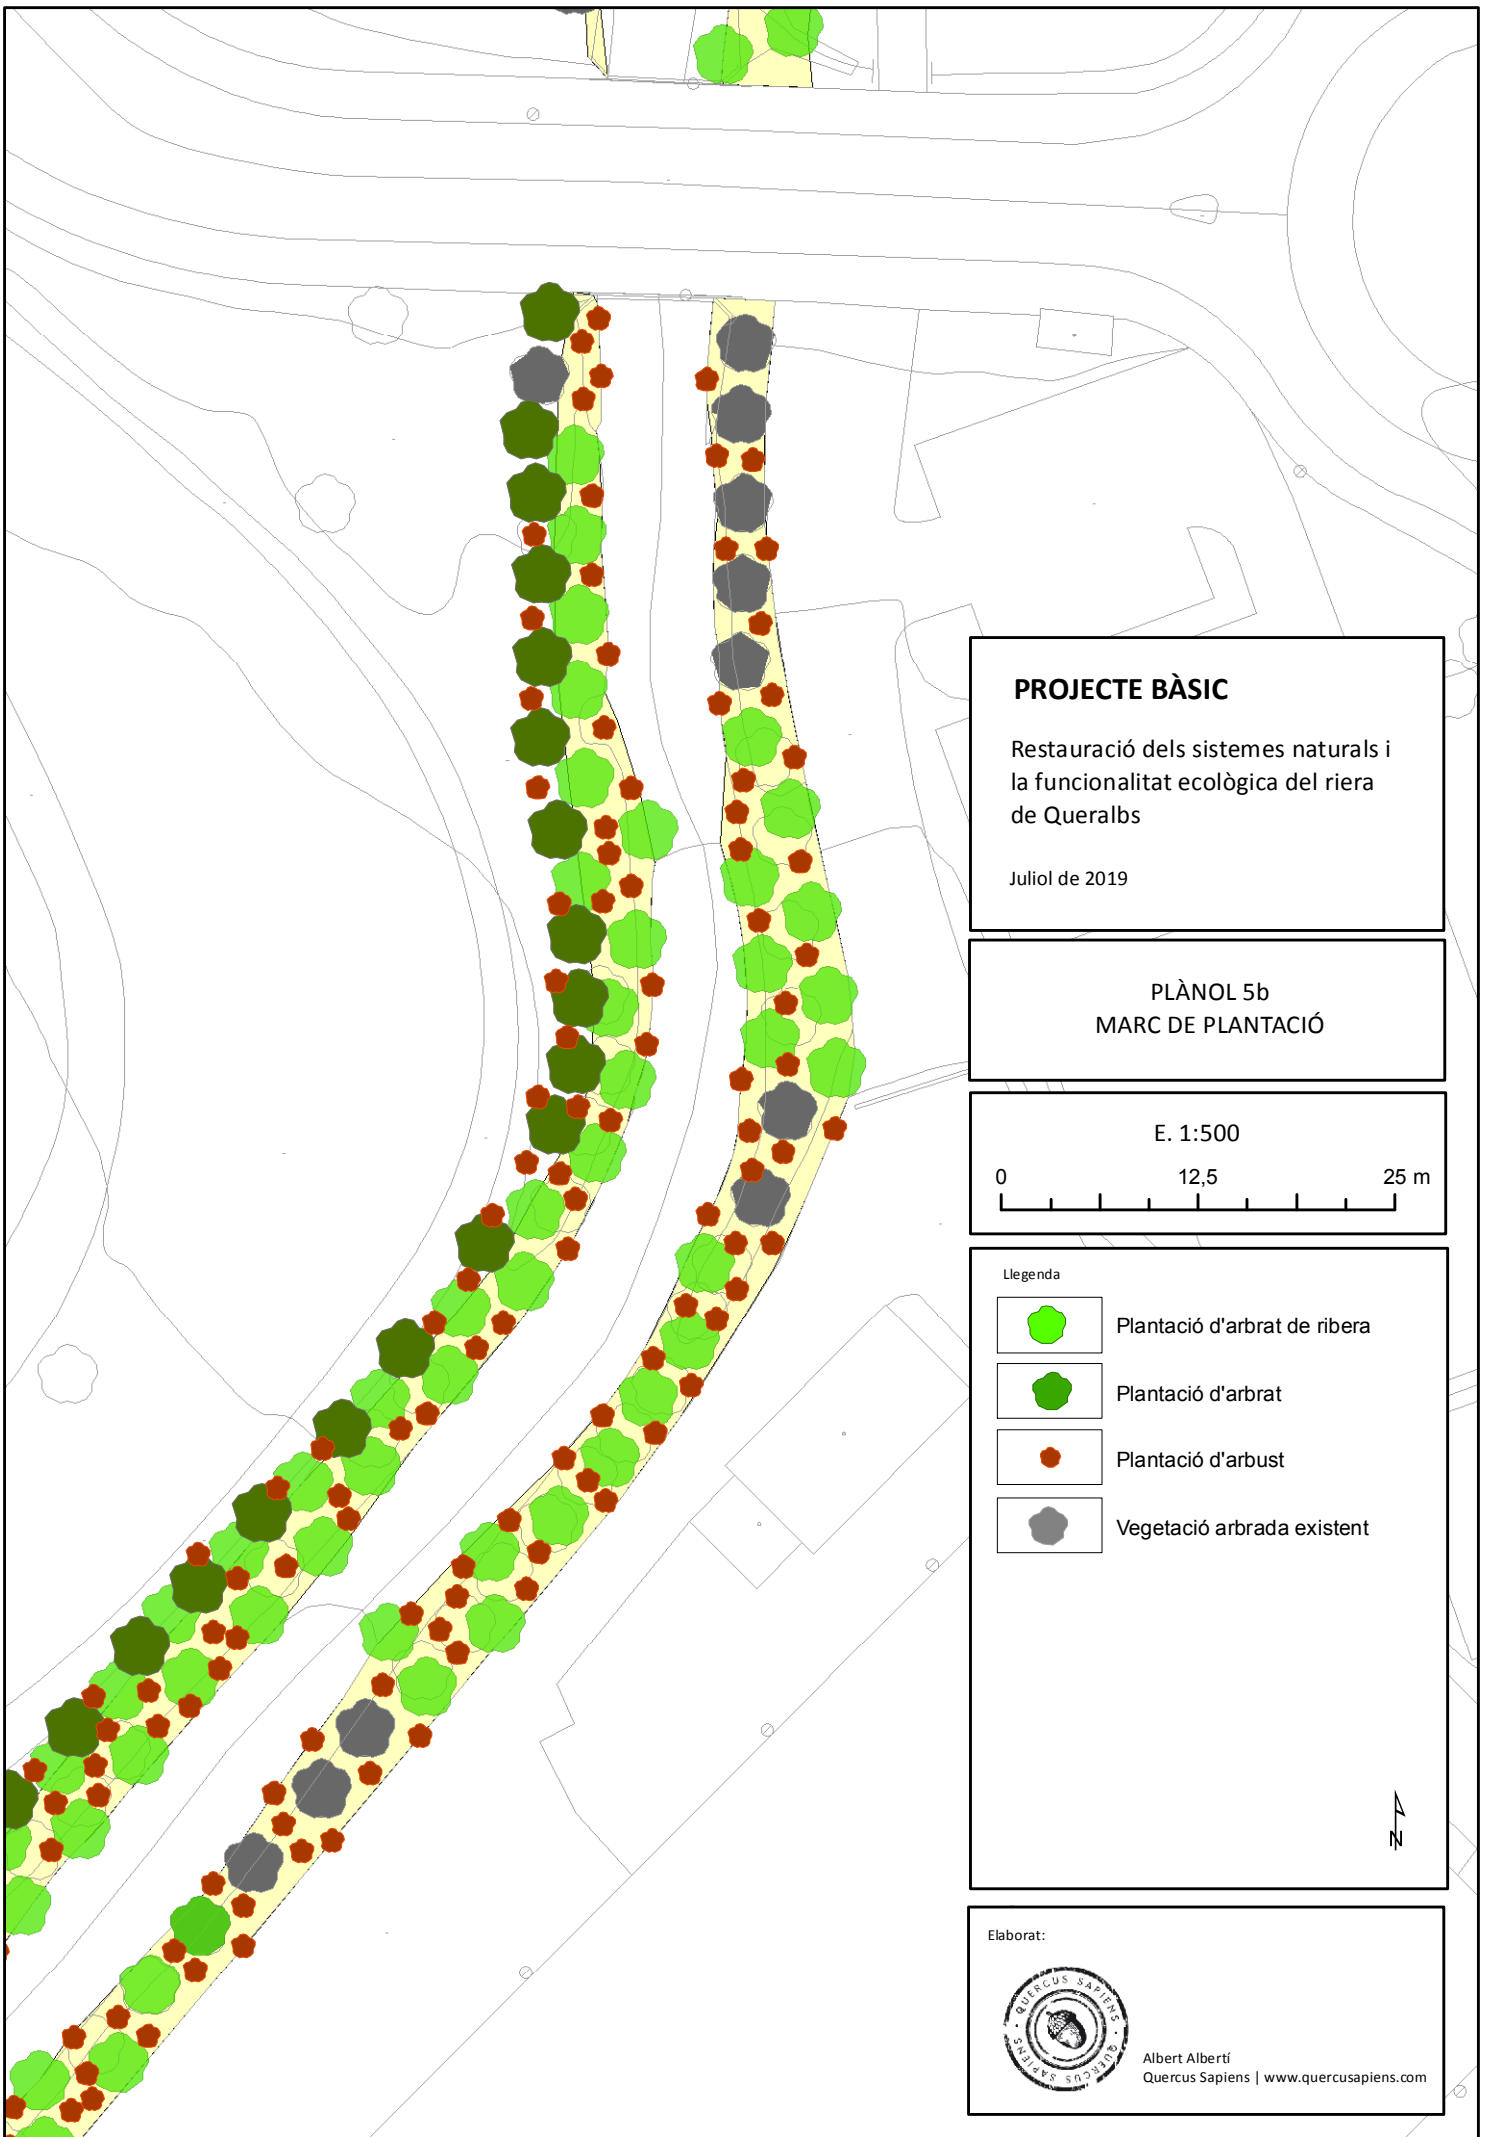 PROJECTE BÀSIC
Restauració dels sistemes naturals i
la funcionalitat ecològica del riera
de Queralbs
Juliol de 2019
PLÀNOL 5b
MARC DE PLANTACIÓ
E. 1:500
0 12,5 25 m
Llegenda
Plantació d'arbrat de ribera
Plantació d'arbrat
Plantació d'arbust
Vegetació arbrada existent
N
Elaborat:
QUERCUS SAPIENS · QUERCUS SAPIENS ·
Albert Albertí
Quercus Sapiens | www.quercusapiens.com